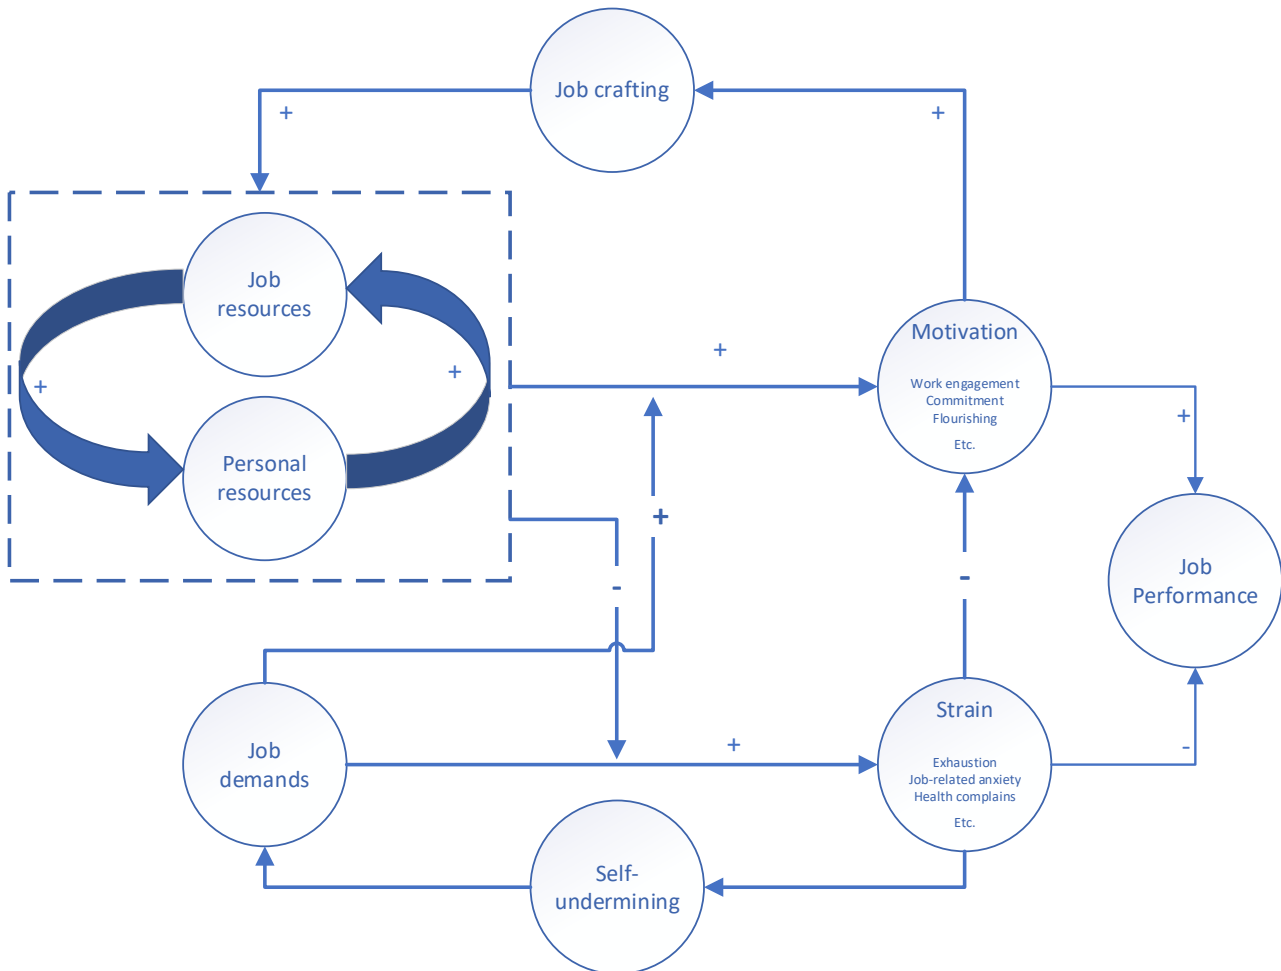 Job crafting
+
+
Job
resources
+
+
Personal
resources
+
Motivation
Work engagement
Commitment
Flourishing
Etc.
+
+
-
-
Job
Performance
Job
demands
+
Strain
Exhaustion
Job-related anxiety
Health complains
Etc.
-
Self-
undermining